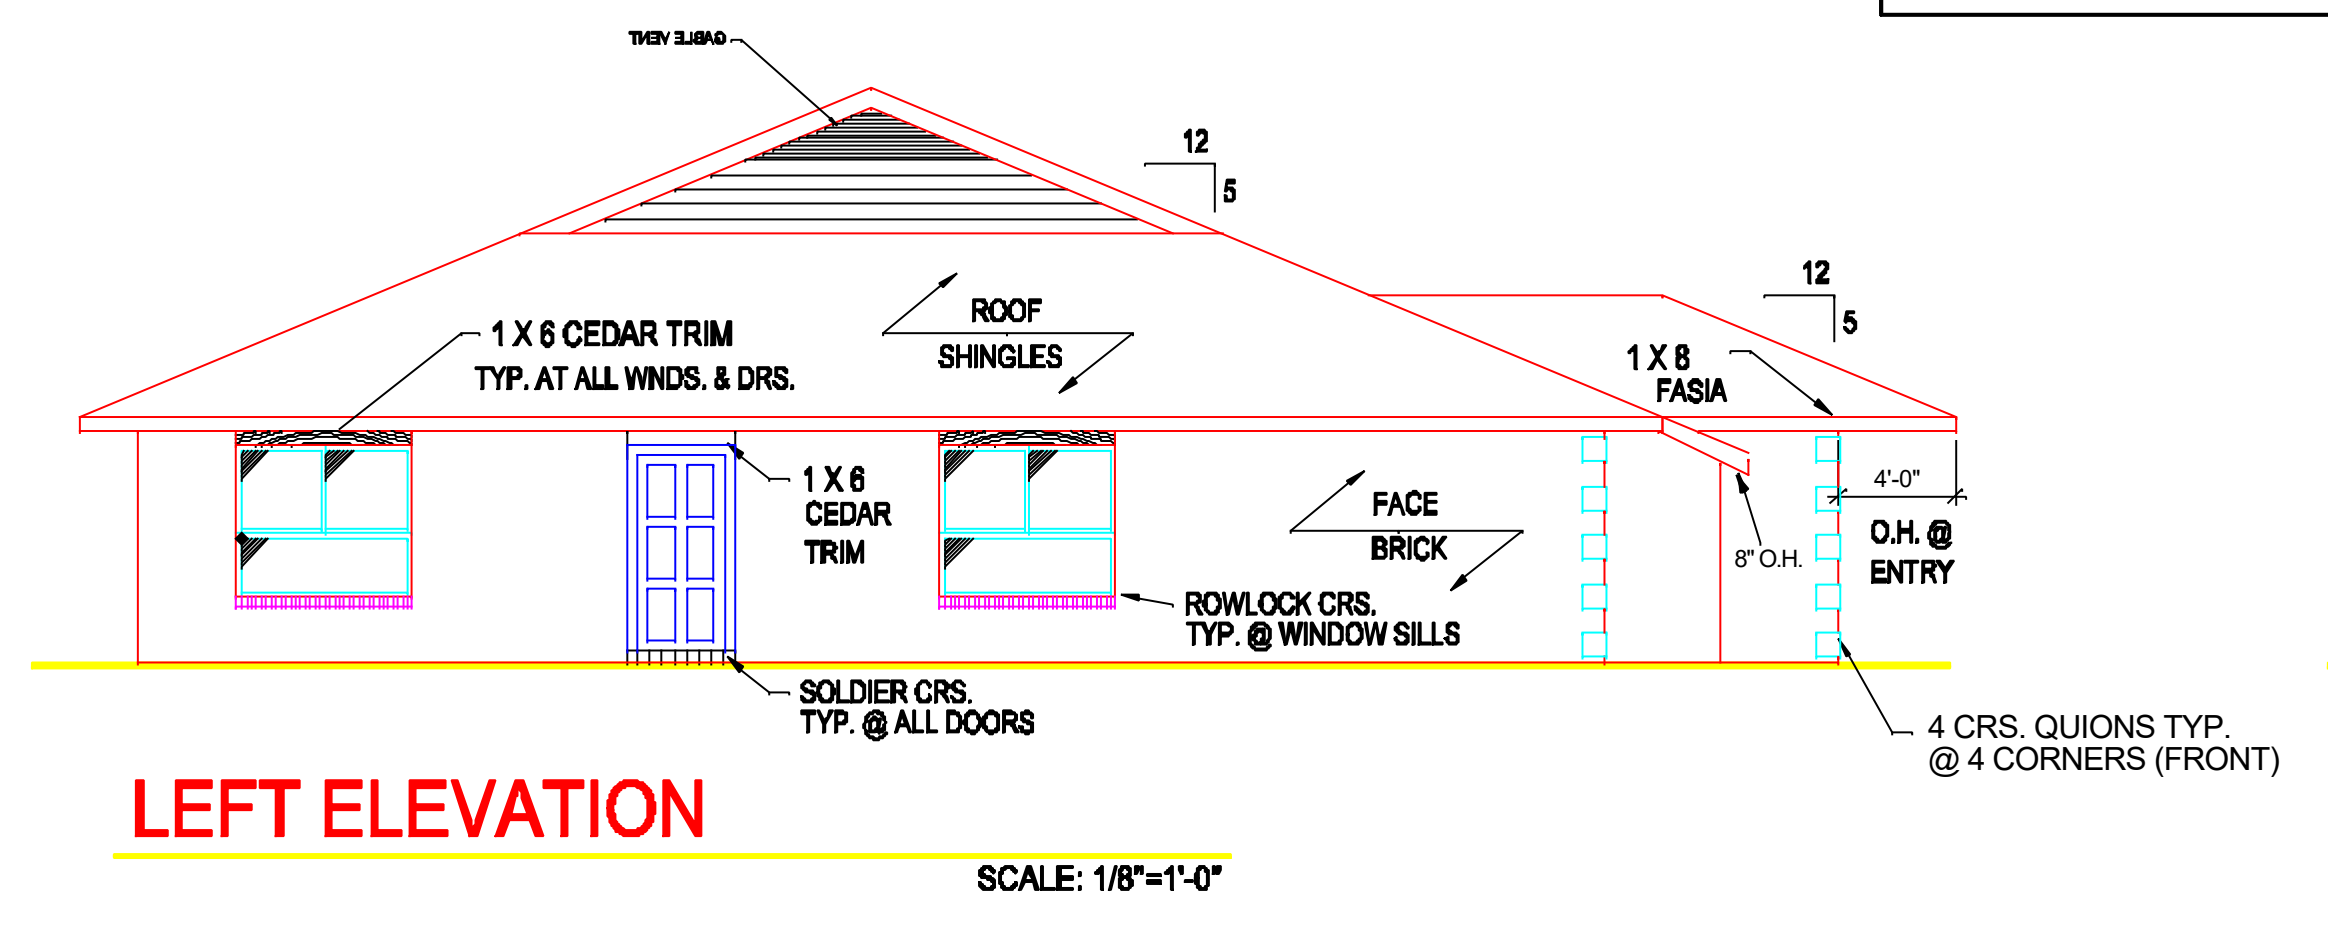 GABLE VENT
12
5
12
5
ROOF
SHINGLES
1 X 6 CEDAR TRIM
TYP. AT ALL WNDS. & DRS.
1 X 8
FASIA
1 X 6
CEDAR
TRIM
FACE
BRICK
4'-0"
O.H. @
ENTRY
8" O.H.
ROWLOCK CRS.
TYP. @ WINDOW SILLS
SOLDIER CRS.
TYP. @ ALL DOORS
4 CRS. QUIONS TYP.
@ 4 CORNERS (FRONT)
LEFT ELEVATION
SCALE: 1/8"=1'-0"